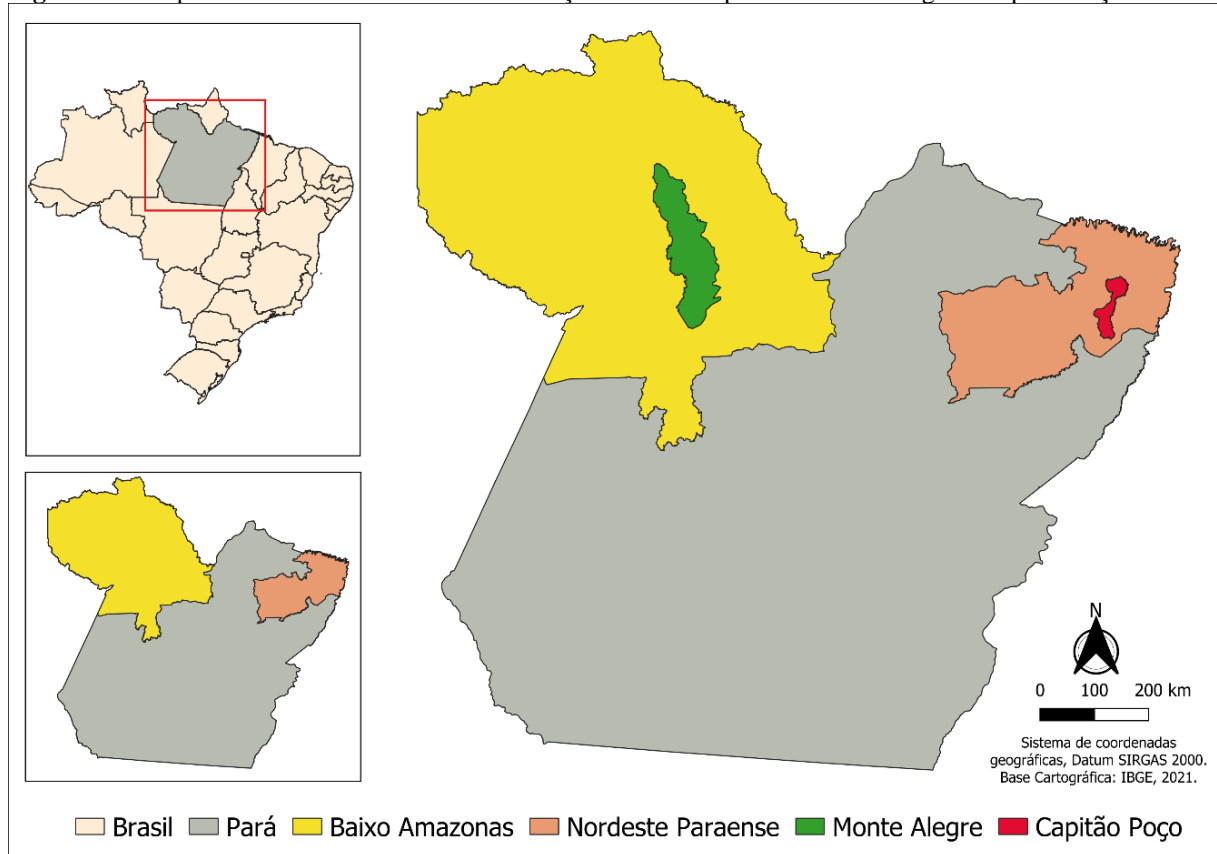 N
0 100 200 km
Sistema de coordenadas
geográficas, Datum SIRGAS 2000.
Base Cartográfica: IBGE, 2021.
Brasil Pará Baixo Amazonas Nordeste Paraense Monte Alegre Capitão Poço